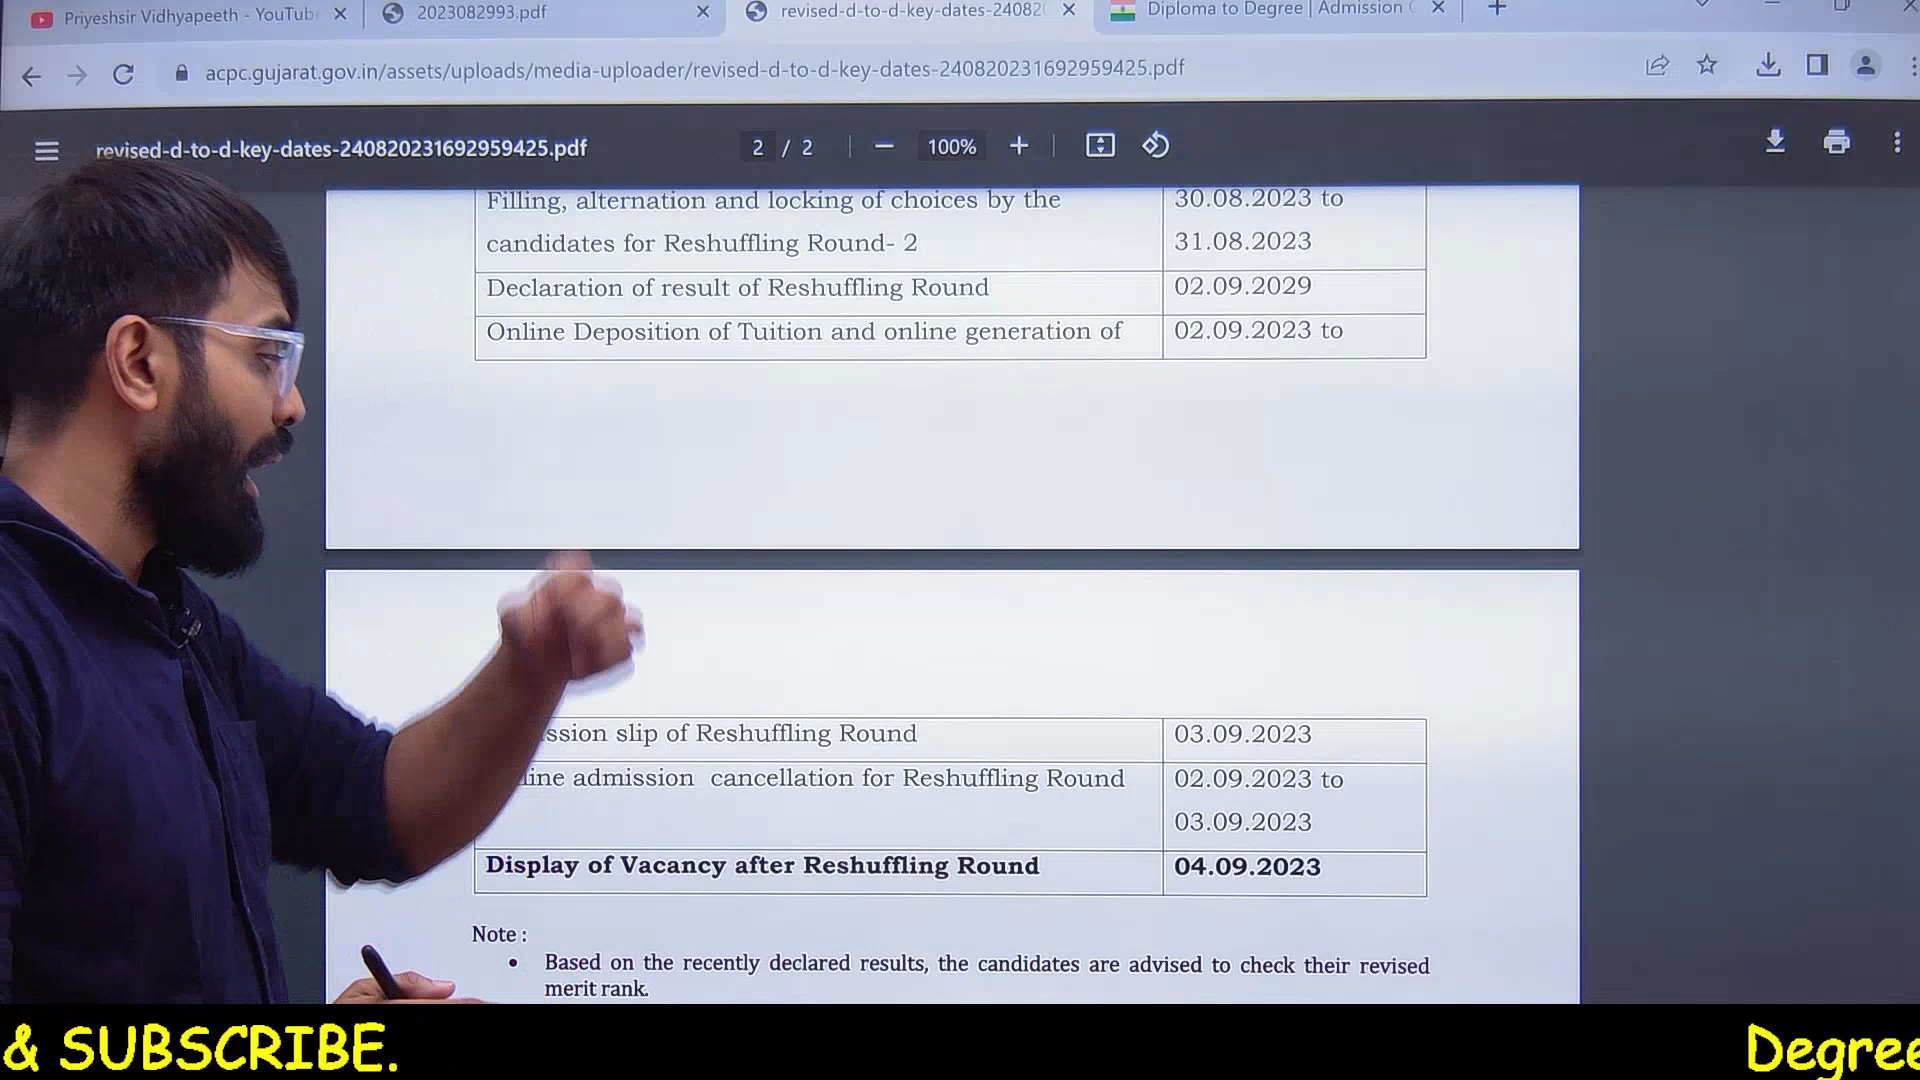 Priyeshsir Vidhyapeeth - YouTub
2023082993.pdf
revised-d-to-d-key-dates-24082
Diploma to Degree | Admission
acpc.gujarat.gov.in/assets/uploads/media-uploader/revised-d-to-d-key-dates-240820231692959425.pdf
revised-d-to-d-key-dates-240820231692959425.pdf
2 / 2
100%
Filling, alternation and locking of choices by the
candidates for Reshuffling Round- 2
30.08.2023 to
31.08.2023
Declaration of result of Reshuffling Round
02.09.2029
Online Deposition of Tuition and online generation of
02.09.2023 to
ssion slip of Reshuffling Round
03.09.2023
ine admission cancellation for Reshuffling Round
02.09.2023 to
03.09.2023
Display of Vacancy after Reshuffling Round
04.09.2023
Note :
• Based on the recently declared results, the candidates are advised to check their revised
merit rank.
& SUBSCRIBE.
Degree